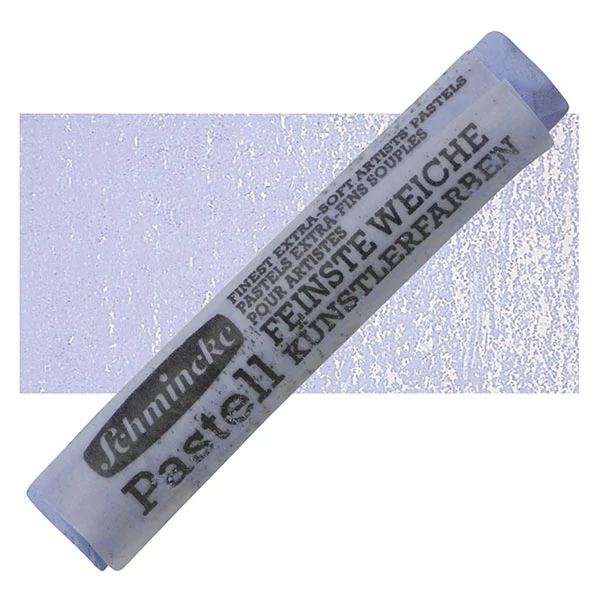 FINEST EXTRA-SOFT ARTISTS' PASTELS
PASTELS EXTRA-FINS SOUPLES
POUR ARTISTES
FEINSTE WEICHE
KÜNSTLERFARBEN
Schmincke
Pastell